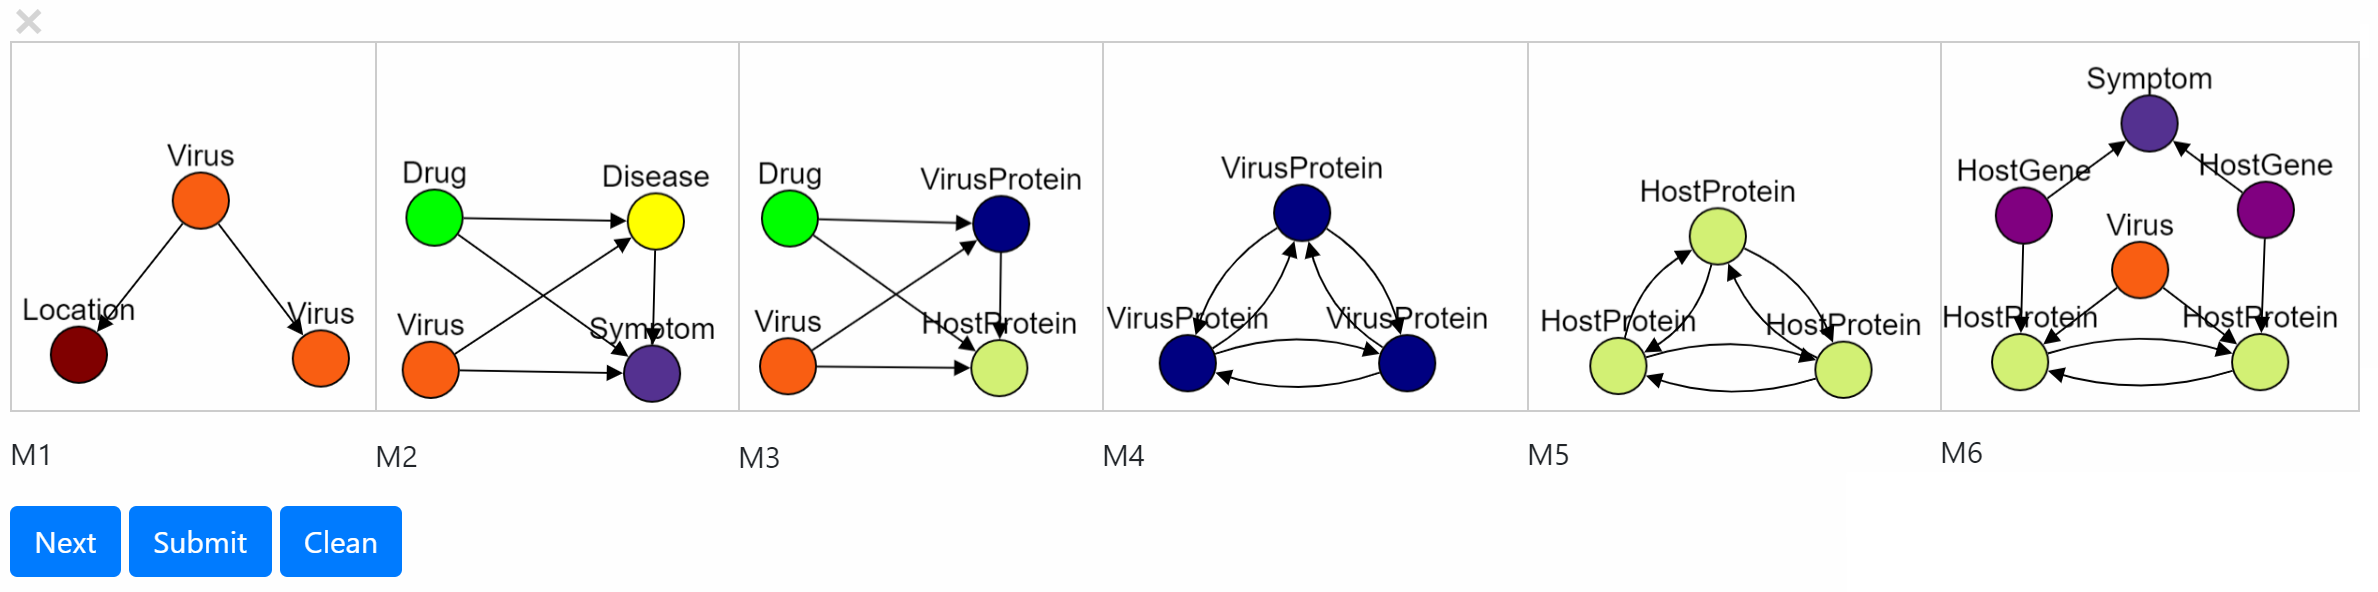 ×
Virus
Location
Virus
M1
Drug
Disease
Virus
Symptom
M2
Drug
VirusProtein
Virus
HostProtein
M3
VirusProtein
VirusProtein
VirusProtein
M4
HostProtein
HostProtein
HostProtein
M5
Symptom
HostGene
HostGene
Virus
HostProtein
HostProtein
M6
Next
Submit
Clean